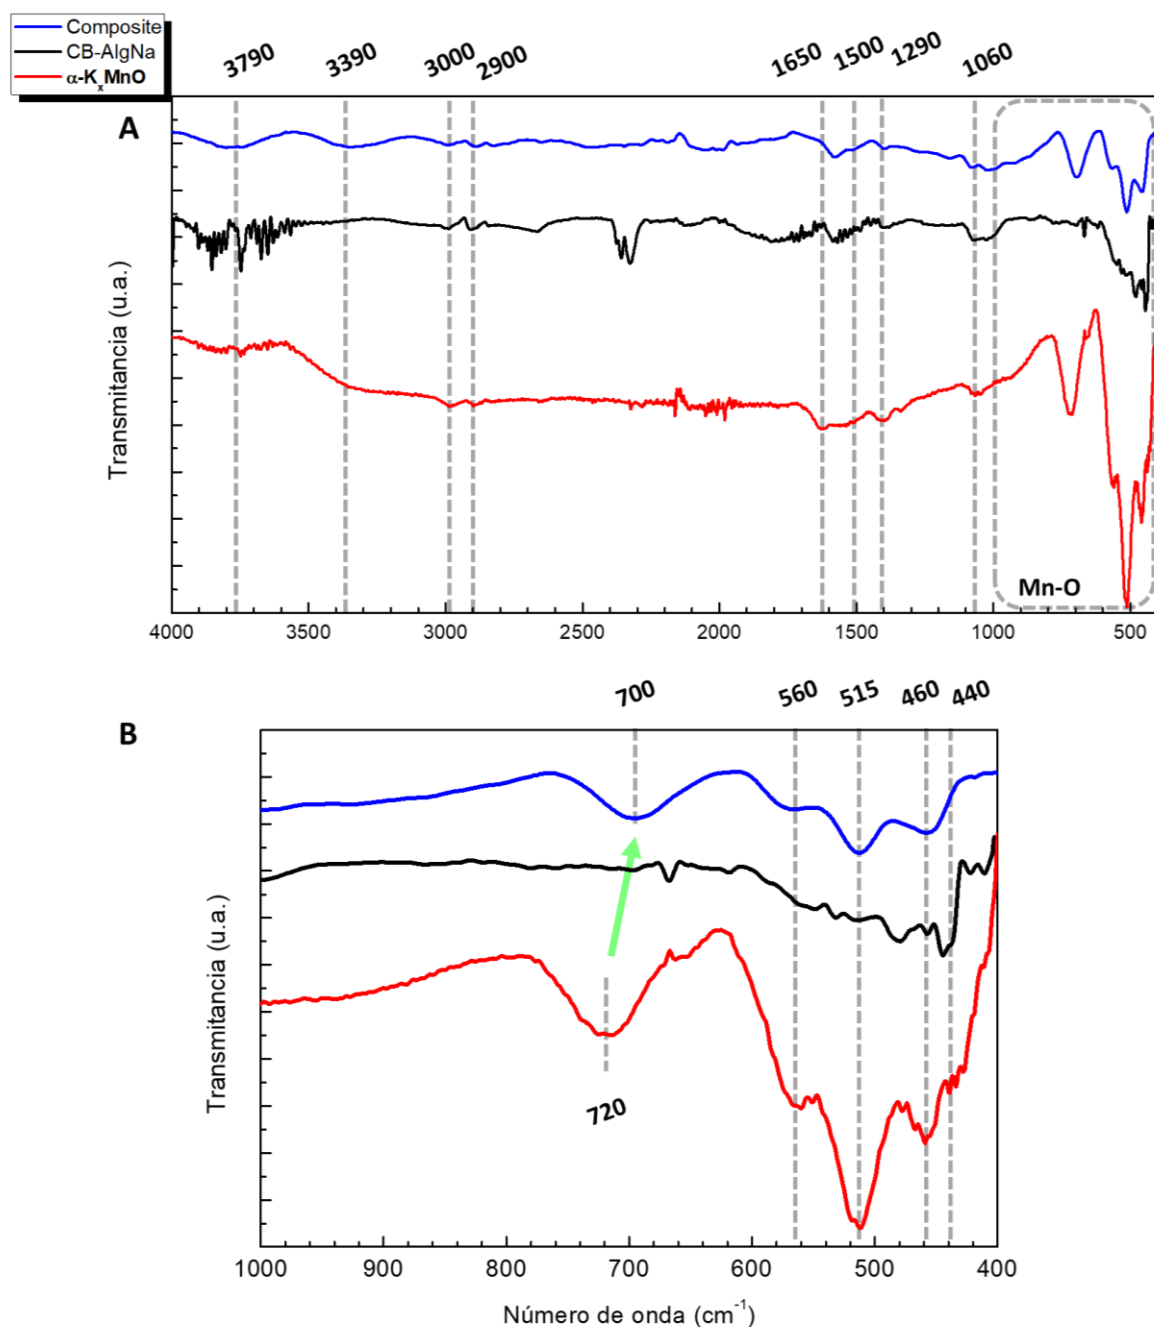 Composite
CB-AlgNa
α-KxMnO
3790 3390 3000 2900 1650 1500 1290 1060
A
Transmitancia (u.a.)
Mn-O
4000 3500 3000 2500 2000 1500 1000 500
700 560 515 460 440
B
Transmitancia (u.a.)
720
1000 900 800 700 600 500 400
Número de onda (cm⁻¹)